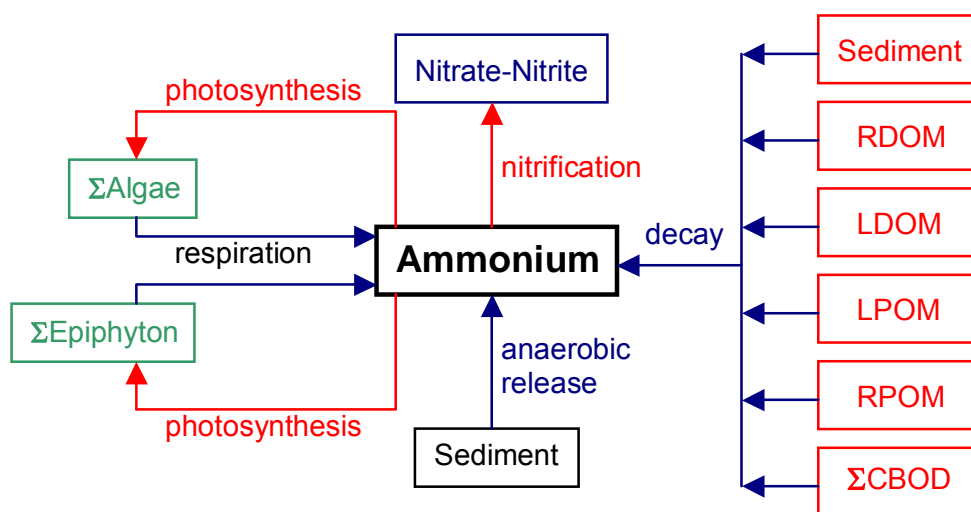 Nitrate-Nitrite
Sediment
photosynthesis
RDOM
nitrification
ΣAlgae
LDOM
respiration
decay
Ammonium
LPOM
ΣEpiphyton
anaerobic
release
RPOM
photosynthesis
Sediment
ΣCBOD